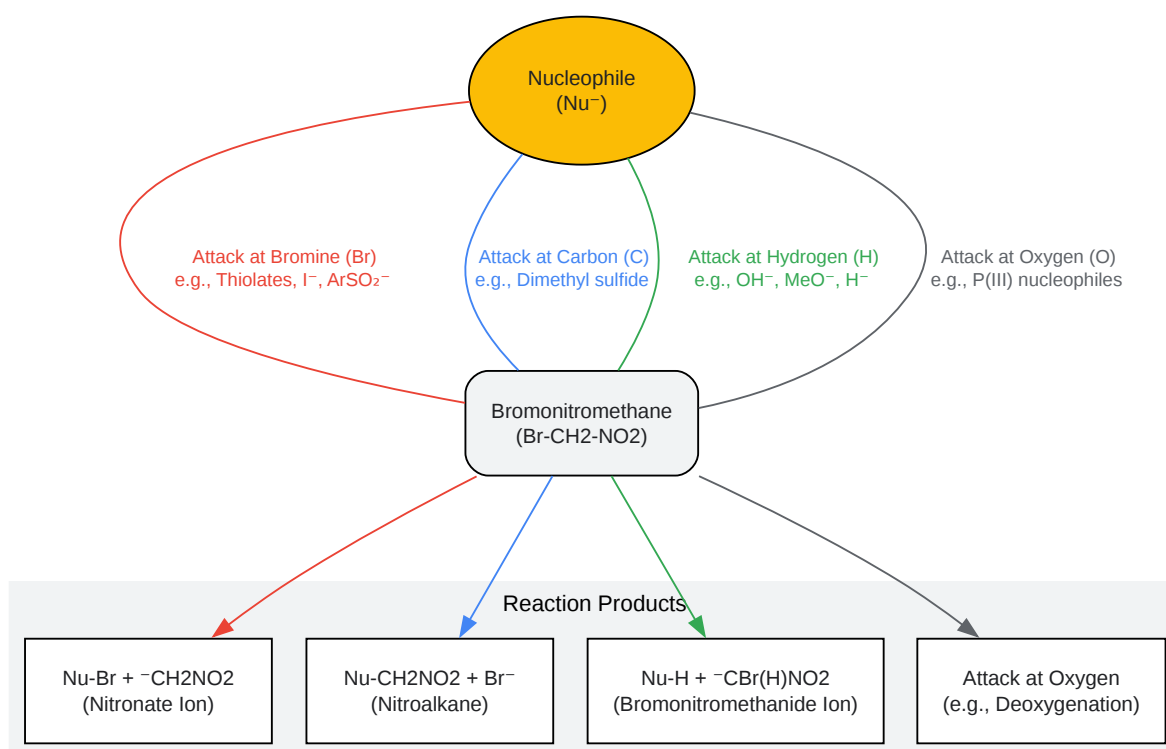 Nucleophile
(Nu⁻)
Attack at Bromine (Br)
e.g., Thiolates, I⁻, ArSO₂⁻
Attack at Carbon (C)
e.g., Dimethyl sulfide
Attack at Hydrogen (H)
e.g., OH⁻, MeO⁻, H⁻
Attack at Oxygen (O)
e.g., P(III) nucleophiles
Bromonitromethane
(Br-CH2-NO2)
Reaction Products
Nu-Br + ⁻CH2NO2
(Nitronate Ion)
Nu-CH2NO2 + Br⁻
(Nitroalkane)
Nu-H + ⁻CBr(H)NO2
(Bromonitromethanide Ion)
Attack at Oxygen
(e.g., Deoxygenation)